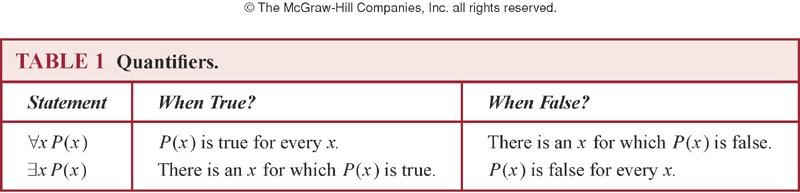 © The McGraw-Hill Companies, Inc. all rights reserved.
TABLE 1 Quantifiers.
Statement When True? When False?
∀x P(x) P(x) is true for every x. There is an x for which P(x) is false.
∃x P(x) There is an x for which P(x) is true. P(x) is false for every x.